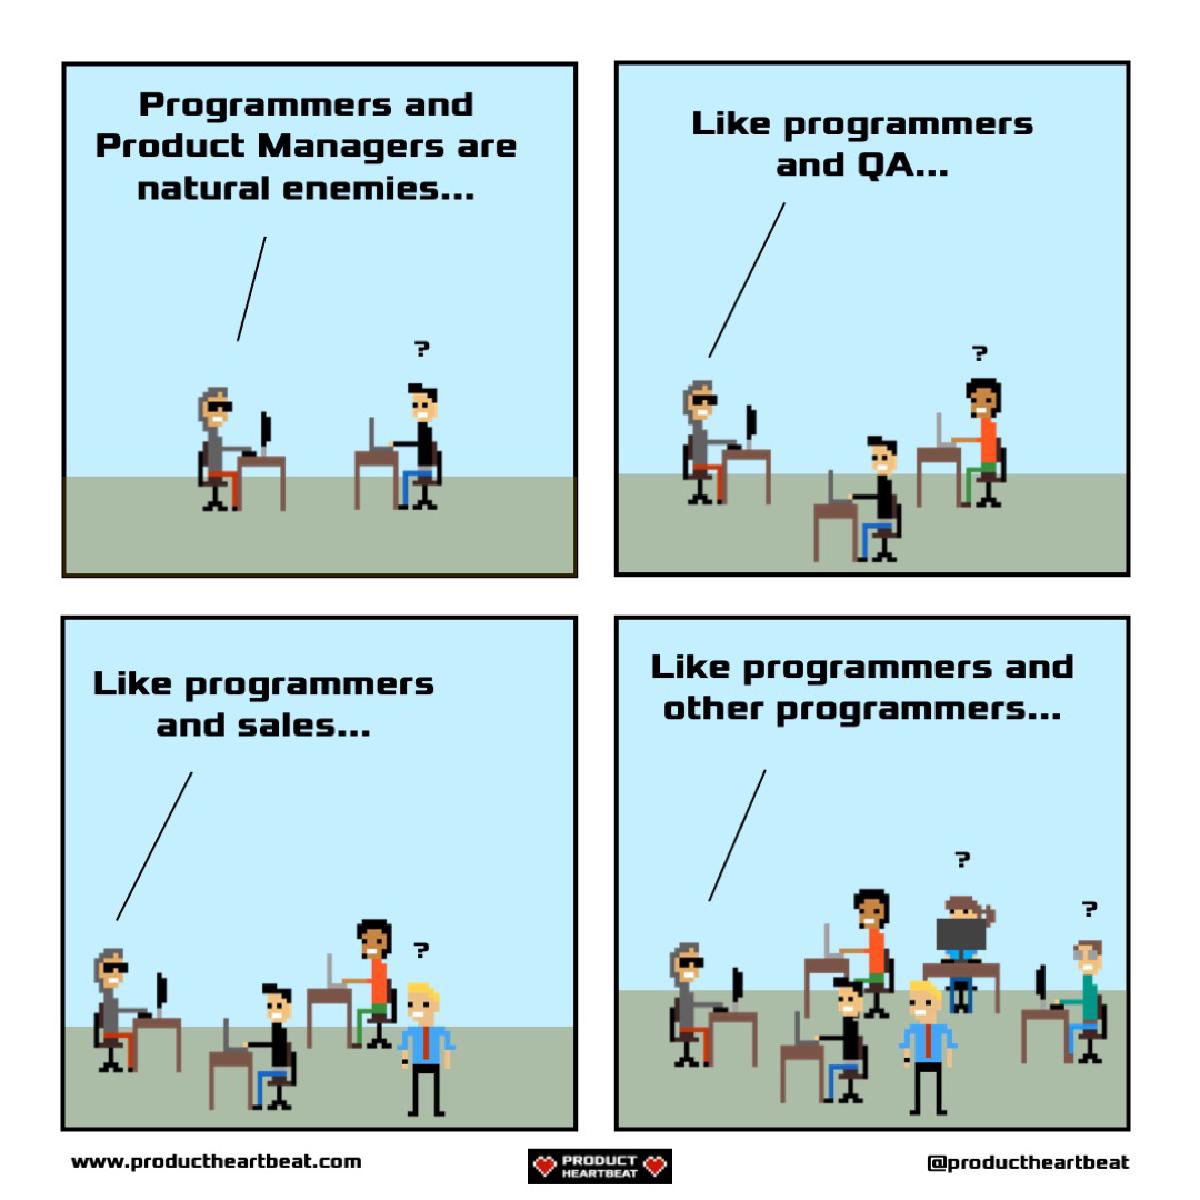 Programmers and
Product Managers are
natural enemies...
?
Like programmers
and QA...
?
Like programmers
and sales...
?
Like programmers and
other programmers...
?
?
www.productheartbeat.com
PRODUCT
HEARTBEAT
@productheartbeat